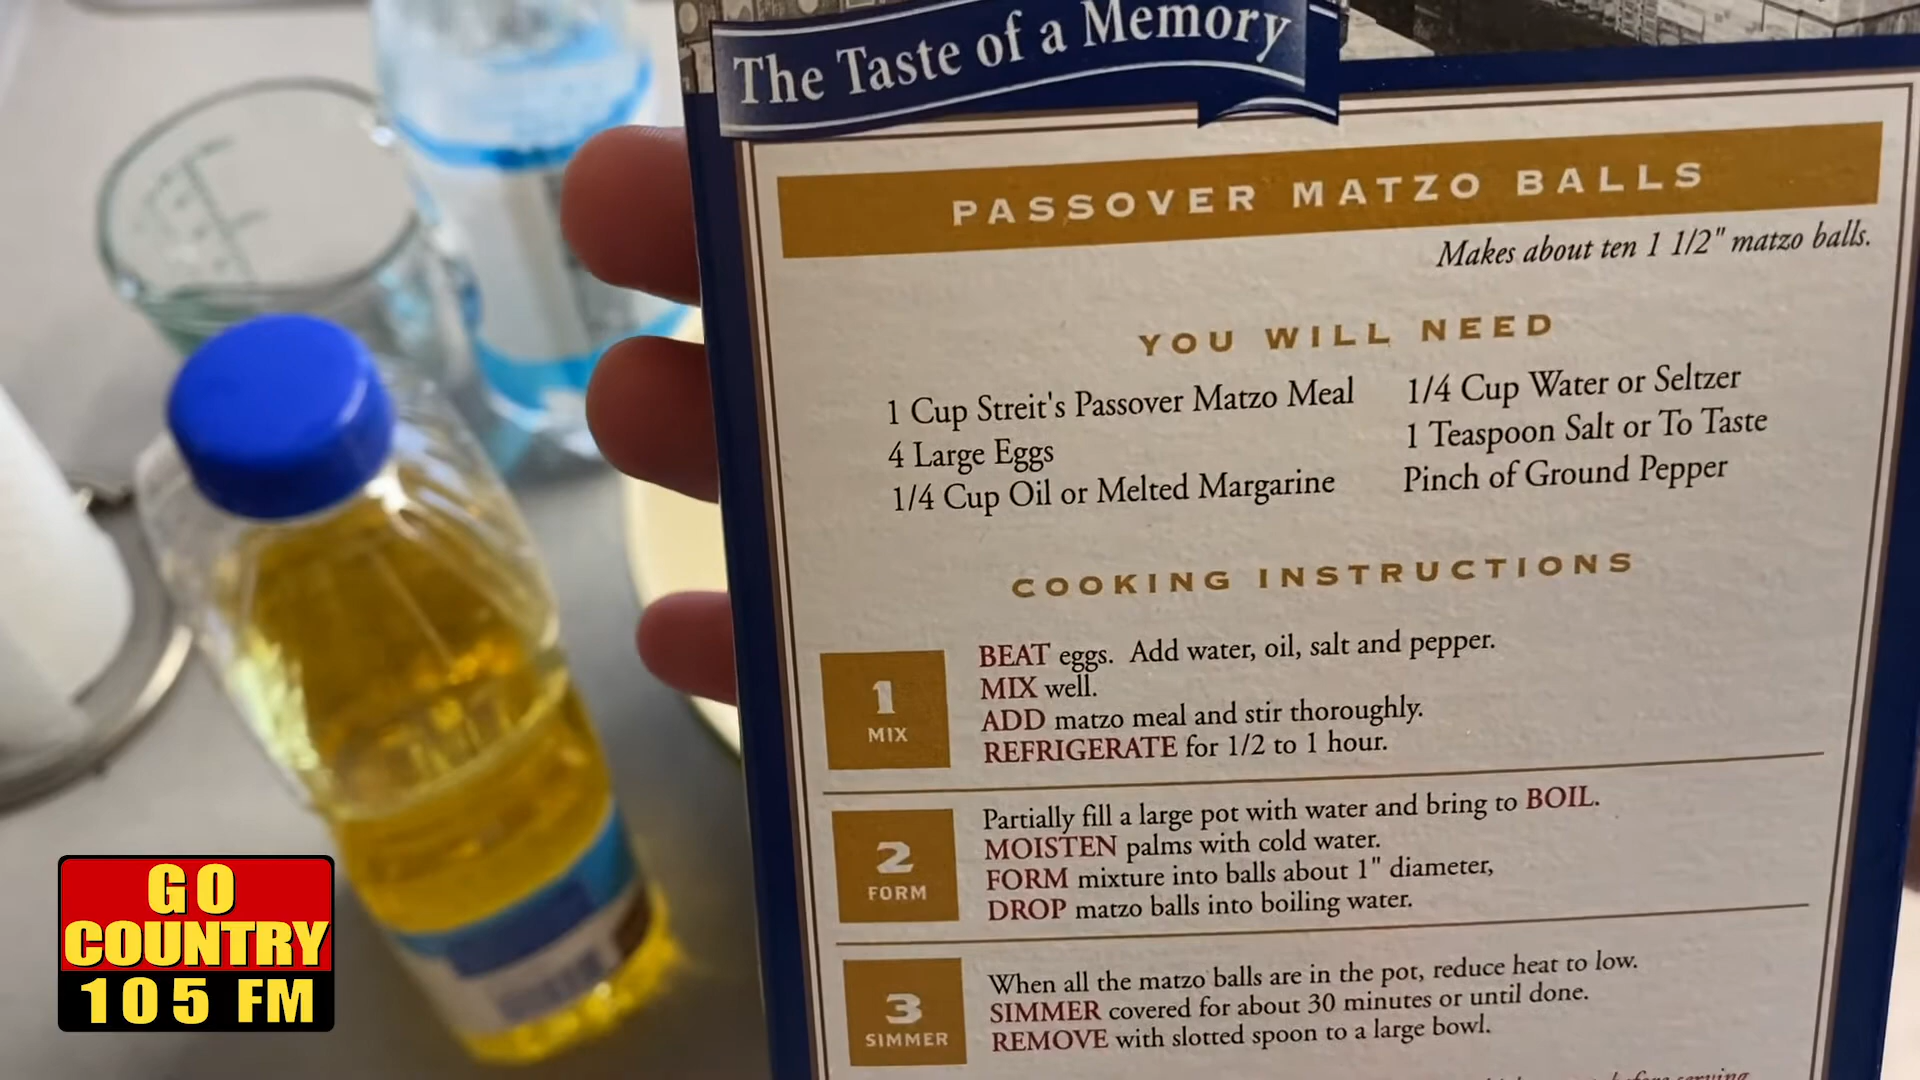 The Taste of a Memory
PASSOVER MATZO BALLS
Makes about ten 1 1/2" matzo balls.
YOU WILL NEED
1 Cup Streit's Passover Matzo Meal
4 Large Eggs
1/4 Cup Oil or Melted Margarine
1/4 Cup Water or Seltzer
1 Teaspoon Salt or To Taste
Pinch of Ground Pepper
COOKING INSTRUCTIONS
1
MIX
BEAT eggs. Add water, oil, salt and pepper.
MIX well.
ADD matzo meal and stir thoroughly.
REFRIGERATE for 1/2 to 1 hour.
2
FORM
Partially fill a large pot with water and bring to BOIL.
MOISTEN palms with cold water.
FORM mixture into balls about 1" diameter,
DROP matzo balls into boiling water.
3
SIMMER
When all the matzo balls are in the pot, reduce heat to low.
SIMMER covered for about 30 minutes or until done.
REMOVE with slotted spoon to a large bowl.
before serving
GO
COUNTRY
105 FM